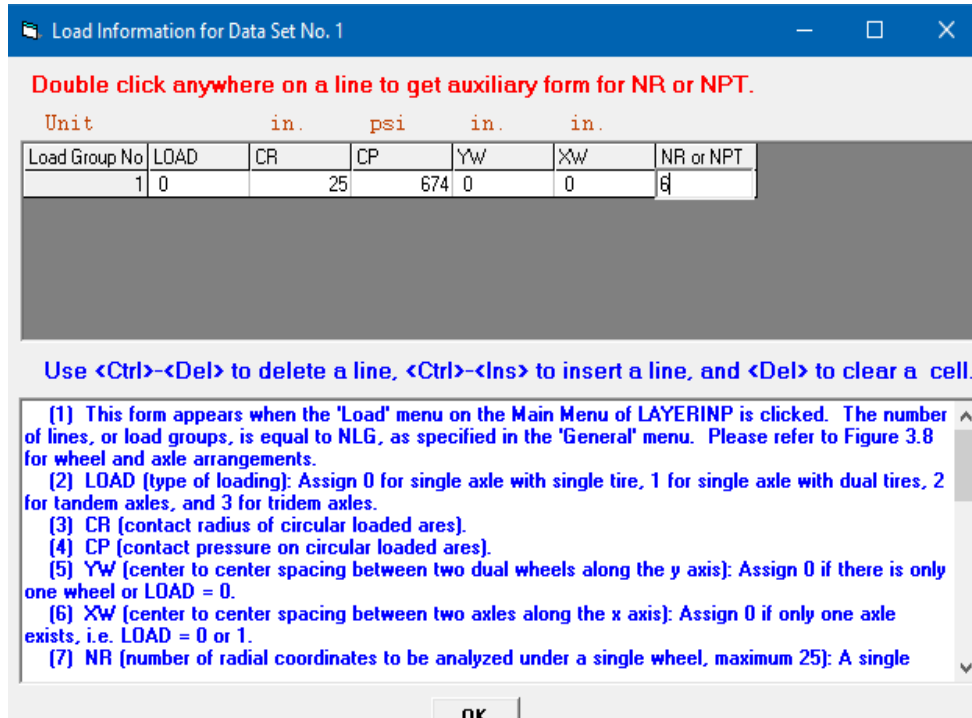 Load Information for Data Set No. 1
Double click anywhere on a line to get auxiliary form for NR or NPT.
Unit in. psi in. in.
Load Group No LOAD CR CP YW XW NR or NPT
1 0 25 674 0 0 6
Use <Ctrl>-<Del> to delete a line, <Ctrl>-<Ins> to insert a line, and <Del> to clear a cell.
(1) This form appears when the 'Load' menu on the Main Menu of LAYERINP is clicked. The number
of lines, or load groups, is equal to NLG, as specified in the 'General' menu. Please refer to Figure 3.8
for wheel and axle arrangements.
(2) LOAD (type of loading): Assign 0 for single axle with single tire, 1 for single axle with dual tires, 2
for tandem axles, and 3 for tridem axles.
(3) CR (contact radius of circular loaded ares).
(4) CP (contact pressure on circular loaded ares).
(5) YW (center to center spacing between two dual wheels along the y axis): Assign 0 if there is only
one wheel or LOAD = 0.
(6) XW (center to center spacing between two axles along the x axis): Assign 0 if only one axle
exists, i.e. LOAD = 0 or 1.
(7) NR (number of radial coordinates to be analyzed under a single wheel, maximum 25): A single
OK